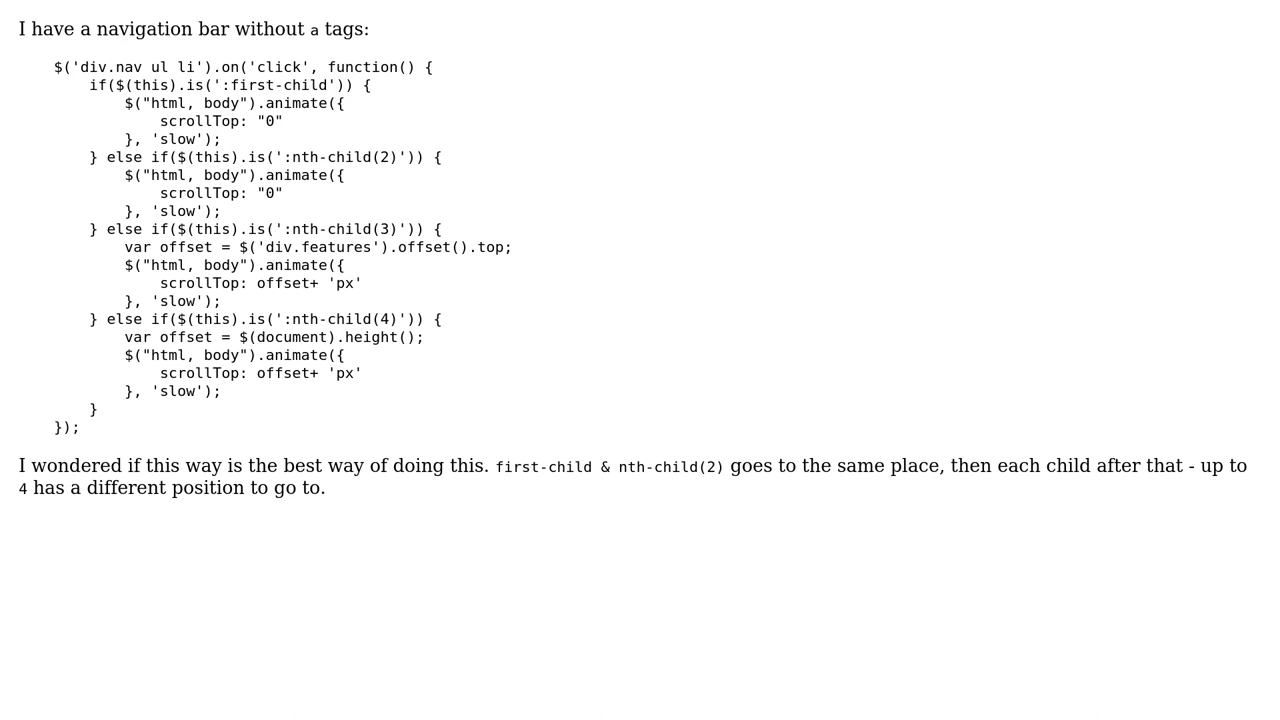 I have a navigation bar without a tags:
$('div.nav ul li').on('click', function() {
    if($(this).is(':first-child')) {
        $("html, body").animate({
            scrollTop: "0"
        }, 'slow');
    } else if($(this).is(':nth-child(2)')) {
        $("html, body").animate({
            scrollTop: "0"
        }, 'slow');
    } else if($(this).is(':nth-child(3)')) {
        var offset = $('div.features').offset().top;
        $("html, body").animate({
            scrollTop: offset+ 'px'
        }, 'slow');
    } else if($(this).is(':nth-child(4)')) {
        var offset = $(document).height();
        $("html, body").animate({
            scrollTop: offset+ 'px'
        }, 'slow');
    }
});
I wondered if this way is the best way of doing this. first-child & nth-child(2) goes to the same place, then each child after that - up to
4 has a different position to go to.